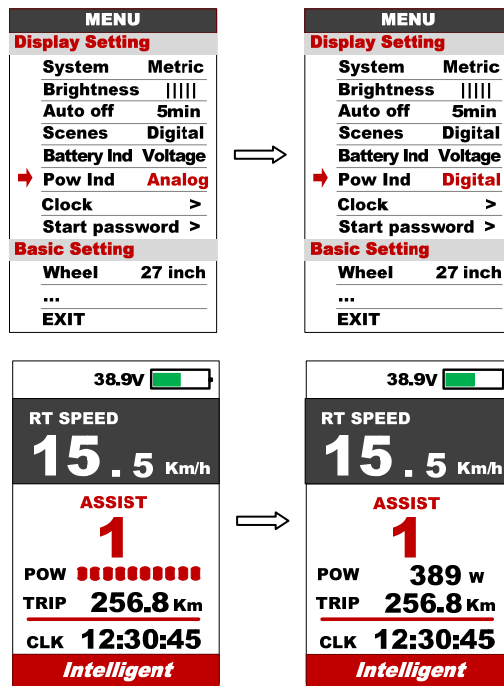 MENU
Display Setting
System Metric
Brightness |||||
Auto off 5min
Scenes Digital
Battery Ind Voltage
Pow Ind Analog
Clock >
Start password >
Basic Setting
Wheel 27 inch
...
EXIT
MENU
Display Setting
System Metric
Brightness |||||
Auto off 5min
Scenes Digital
Battery Ind Voltage
Pow Ind Digital
Clock >
Start password >
Basic Setting
Wheel 27 inch
...
EXIT
38.9V
RT SPEED
15.5 Km/h
ASSIST
1
POW
TRIP 256.8 Km
CLK 12:30:45
Intelligent
38.9V
RT SPEED
15.5 Km/h
ASSIST
1
POW 389 W
TRIP 256.8 Km
CLK 12:30:45
Intelligent